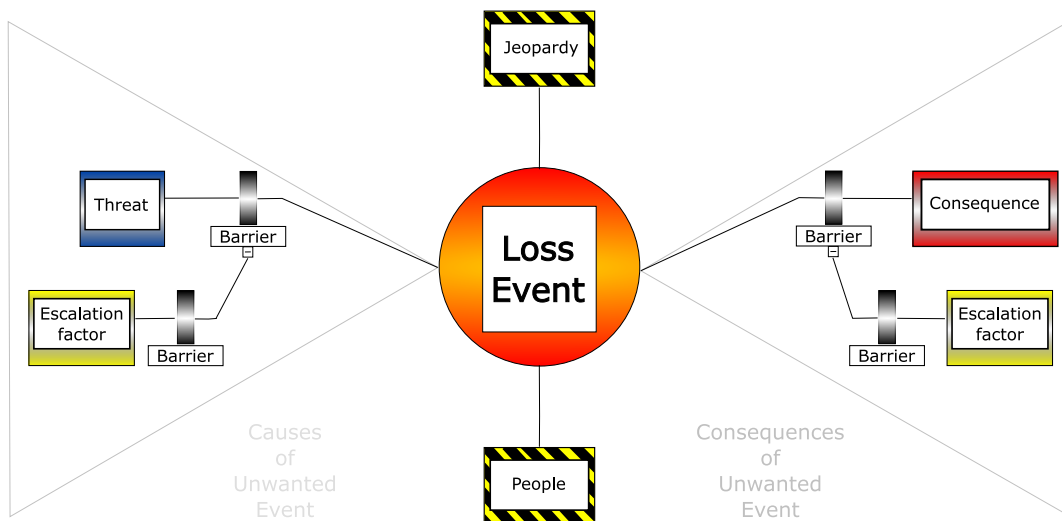 Jeopardy
Threat
Barrier
Escalation
factor
Barrier
Loss
Event
Barrier
Consequence
Barrier
Escalation
factor
Causes
of
Unwanted
Event
People
Consequences
of
Unwanted
Event